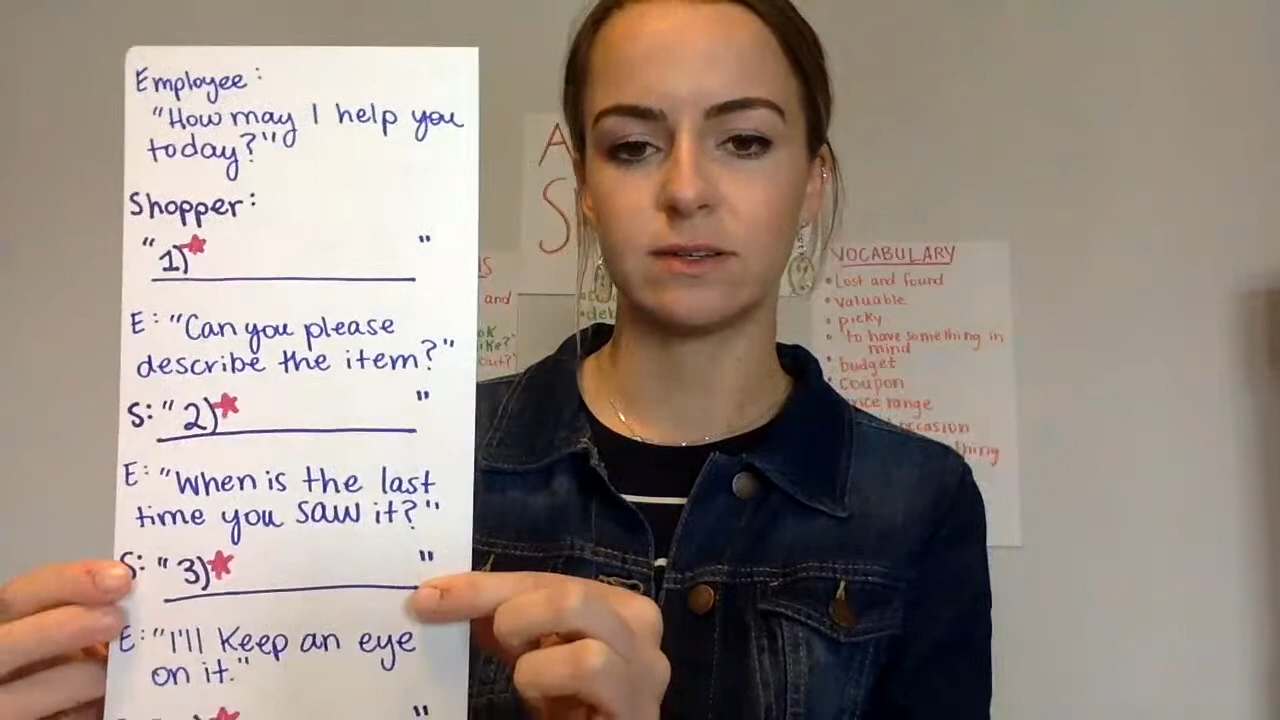 Employee:
"How may I help you
today?"
Shopper:
"1) "
E: "Can you please
describe the item?"
S: "2) "
E: "When is the last
time you saw it?"
S: "3) "
E: "I'll keep an eye
on it."
A
S
and
VOCABULARY
• Lost and found
• valuable
• picky
• to have something in
mind
• budget
• coupon
range
occasion